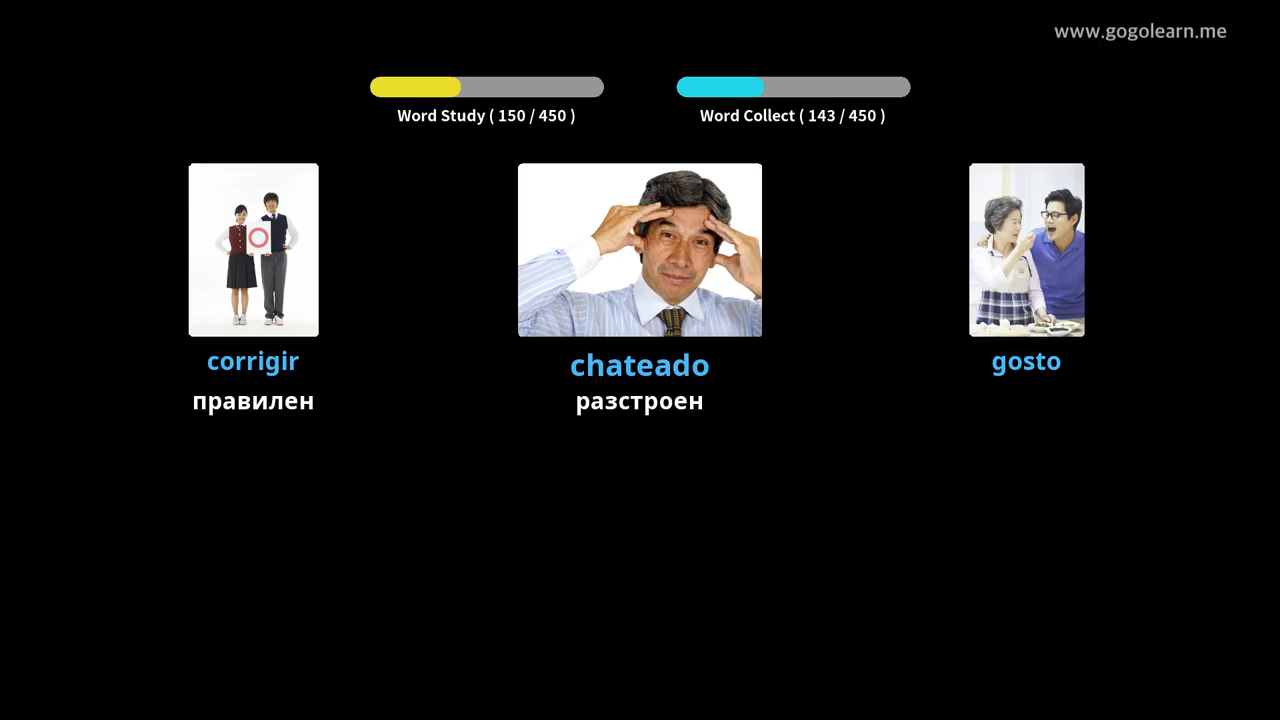 www.gogolearn.me
Word Study ( 150 / 450 )
Word Collect ( 143 / 450 )
corrigir
chateado
gosto
правилен
разстроен